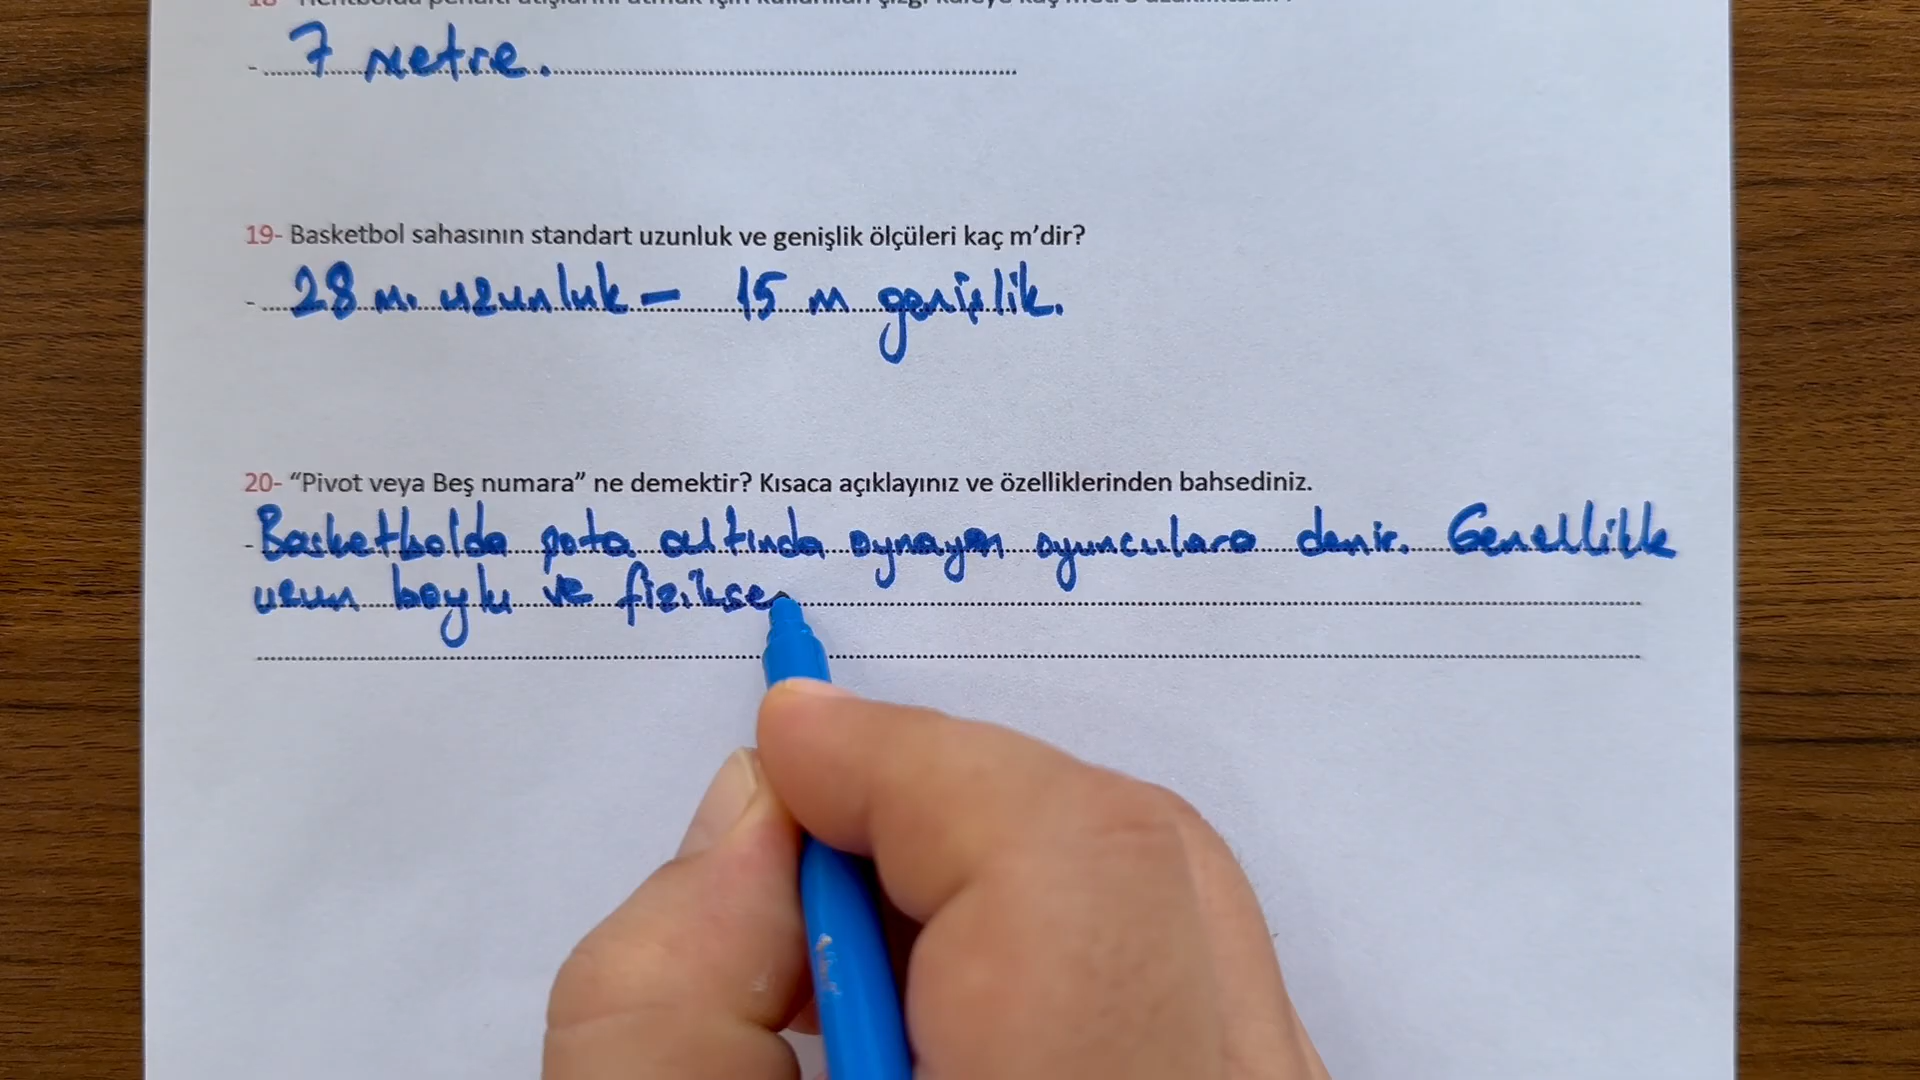 7 metre.
19- Basketbol sahasının standart uzunluk ve genişlik ölçüleri kaç m'dir?
- 28 m. uzunluk - 15 m genişlik.
20- “Pivot veya Beş numara” ne demektir? Kısaca açıklayınız ve özelliklerinden bahsediniz.
- Basketbolda pota altında oynayan oyunculara denir. Genellikle
uzun boylu ve fizikse